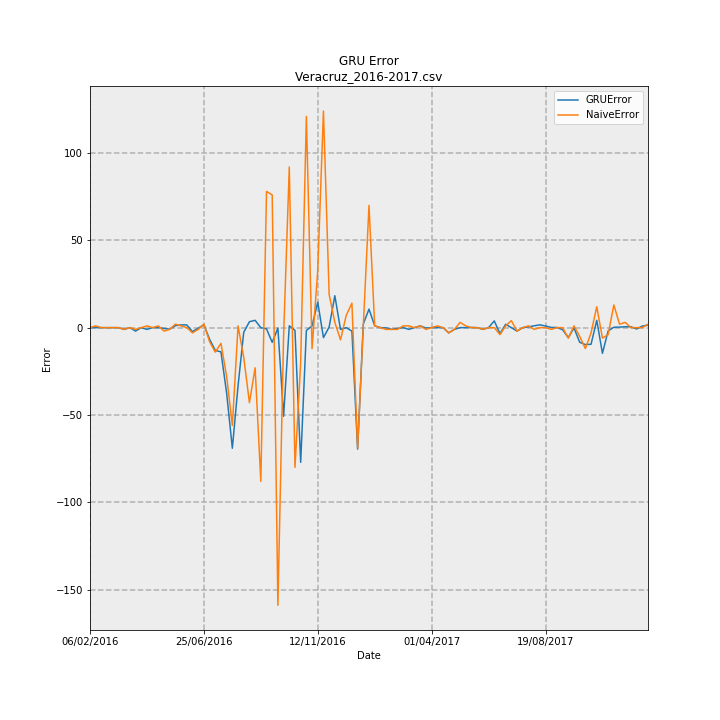 GRU Error
Veracruz_2016-2017.csv
GRUError
NaiveError
100
50
0
−50
−100
−150
Error
06/02/2016
25/06/2016
12/11/2016
01/04/2017
19/08/2017
Date